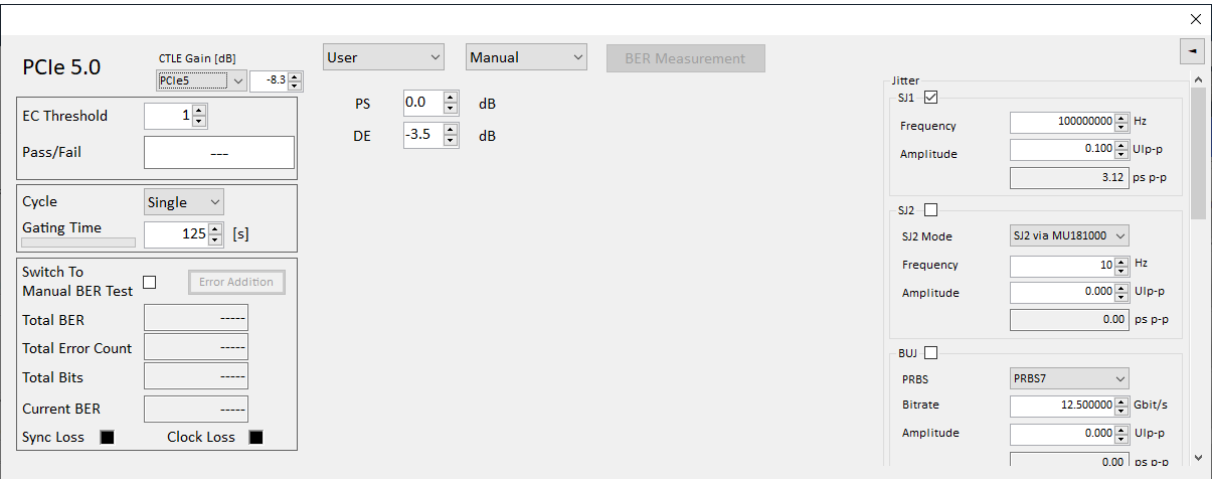 PCIe 5.0
CTLE Gain [dB]
PCIe5 -8.3
User Manual BER Measurement
EC Threshold 1
Pass/Fail ---
PS 0.0 dB
DE -3.5 dB
Cycle Single
Gating Time 125 [s]
Switch To
Manual BER Test Error Addition
Total BER -----
Total Error Count -----
Total Bits -----
Current BER -----
Sync Loss Clock Loss
Jitter
SJ1
Frequency 100000000 Hz
Amplitude 0.100 UIp-p
3.12 ps p-p
SJ2
SJ2 Mode SJ2 via MU181000
Frequency 10 Hz
Amplitude 0.000 UIp-p
0.00 ps p-p
BUJ
PRBS PRBS7
Bitrate 12.500000 Gbit/s
Amplitude 0.000 UIp-p
0.00 ps p-p